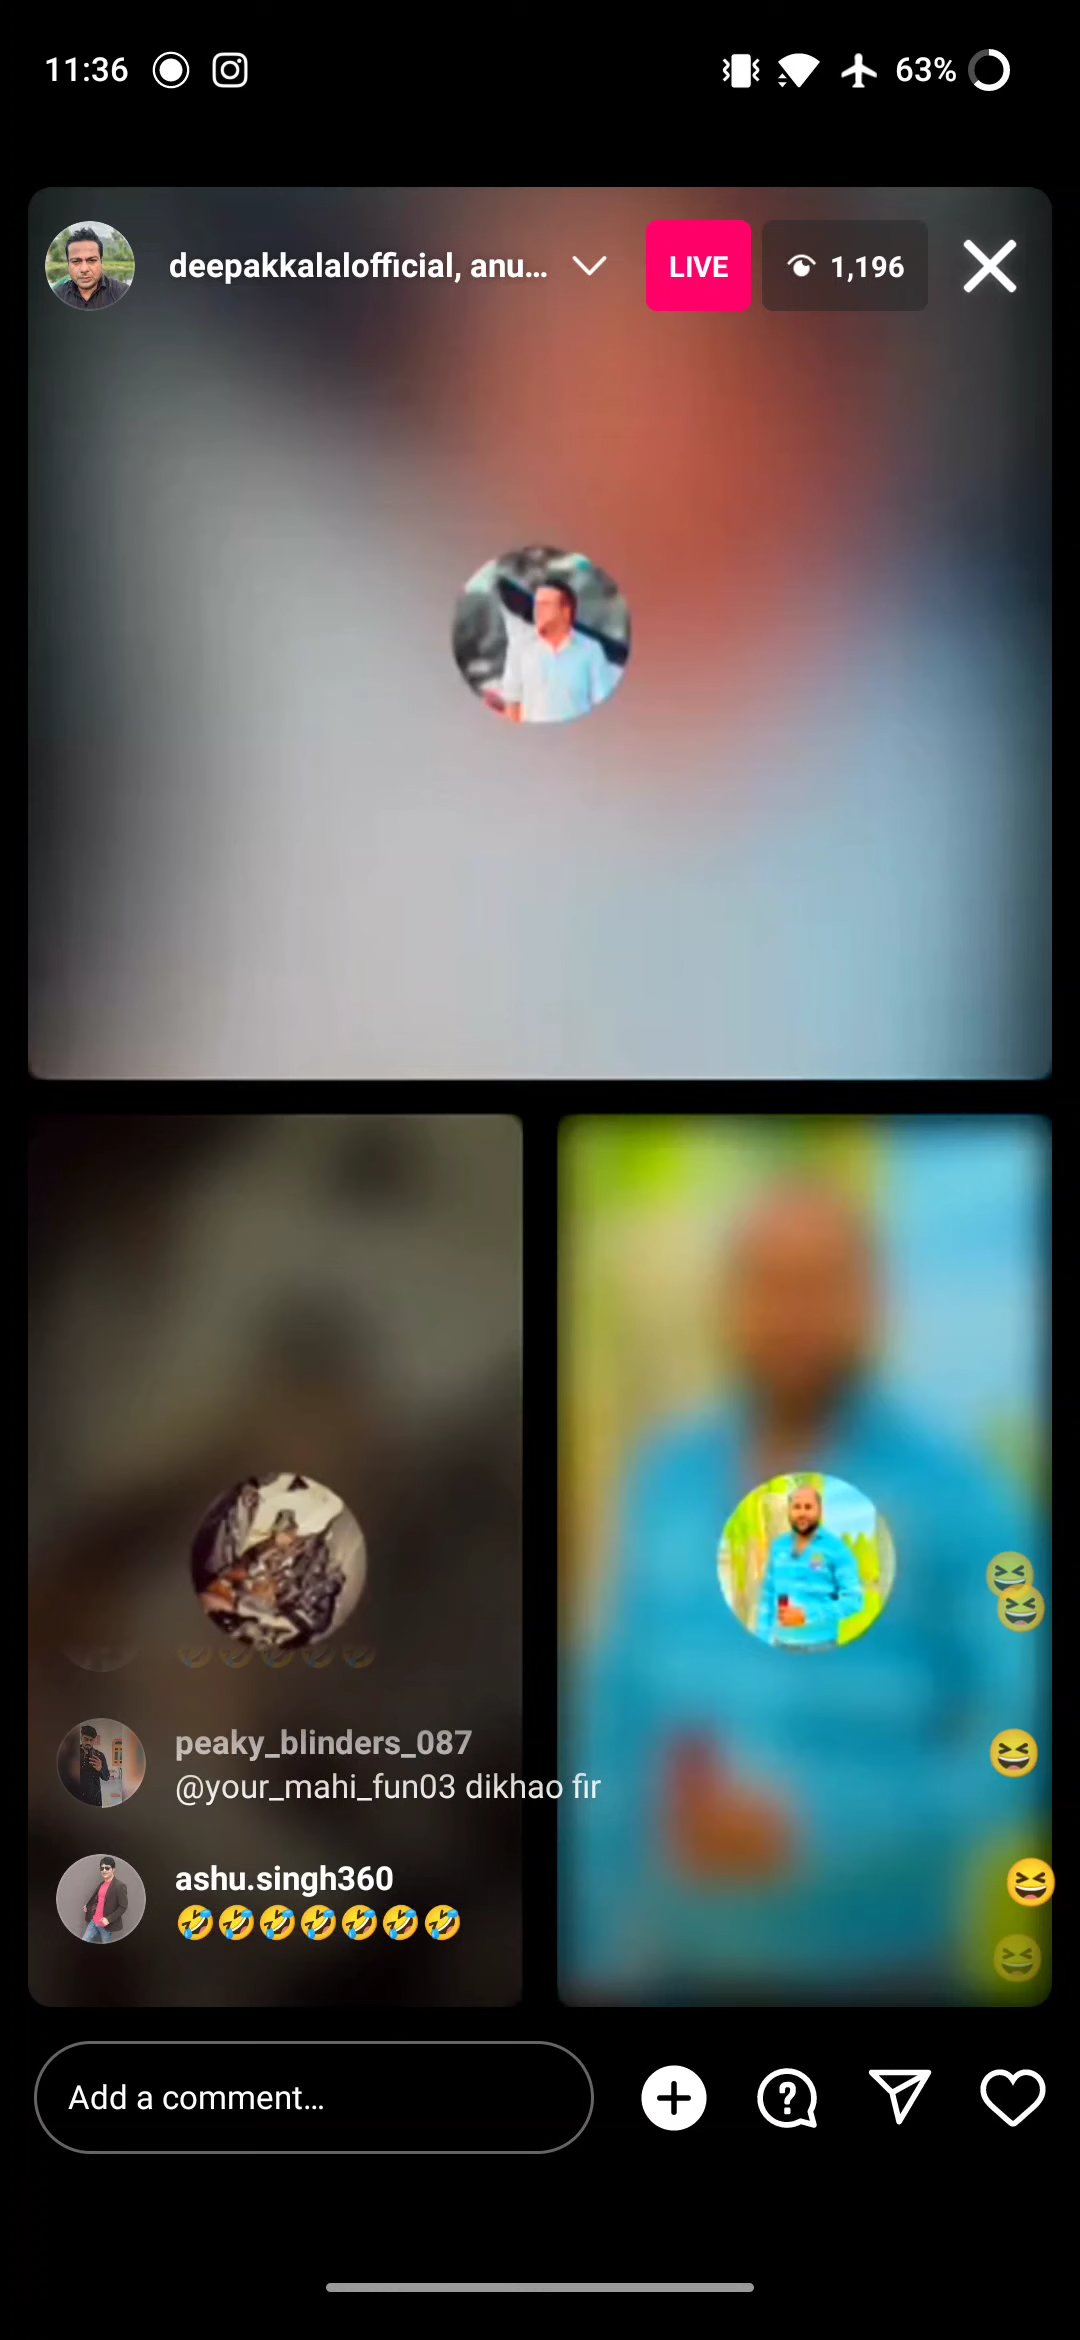 11:36
63%
deepakkalalofficial, anu...
LIVE
1,196
peaky_blinders_087
@your_mahi_fun03 dikhao fir
ashu.singh360
🤣🤣🤣🤣🤣🤣🤣
Add a comment...